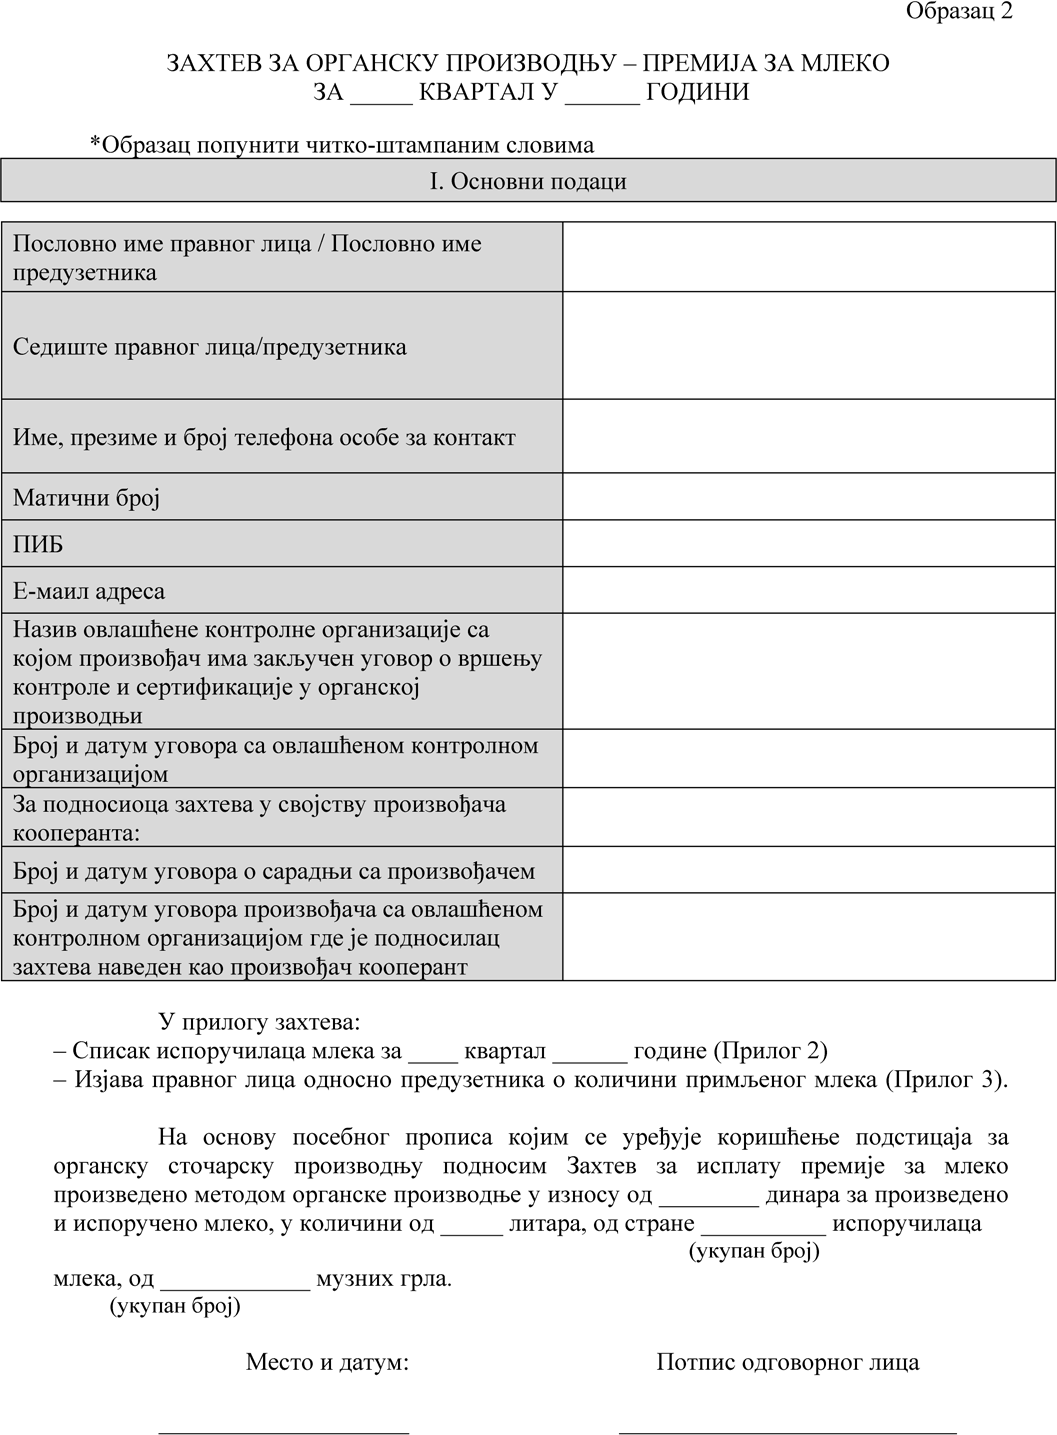 Образац 2
ЗАХТЕВ ЗА ОРГАНСКУ ПРОИЗВОДЊУ – ПРЕМИЈА ЗА МЛЕКО
ЗА _____ КВАРТАЛ У ______ ГОДИНИ
*Образац попунити читко-штампаним словима
I. Основни подаци
Пословно име правног лица / Пословно име
предузетника
Седиште правног лица/предузетника
Име, презиме и број телефона особе за контакт
Матични број
ПИБ
Е-маил адреса
Назив овлашћене контролне организације са
којом произвођач има закључен уговор о вршењу
контроле и сертификације у органској
производњи
Број и датум уговора са овлашћеном контролном
организацијом
За подносиоца захтева у својству произвођача
кооперанта:
Број и датум уговора о сарадњи са произвођачем
Број и датум уговора произвођача са овлашћеном
контролном организацијом где је подносилац
захтева наведен као произвођач кооперант
У прилогу захтева:
– Списак испоручилаца млека за ____ квартал ______ године (Прилог 2)
– Изјава правног лица односно предузетника о количини примљеног млека (Прилог 3).
На основу посебног прописа којим се уређује коришћење подстицаја за
органску сточарску производњу подносим Захтев за исплату премије за млеко
произведено методом органске производње у износу од ________ динара за произведено
и испоручено млеко, у количини од _____ литара, од стране __________ испоручилаца
(укупан број)
млека, од ____________ музних грла.
(укупан број)
Место и датум: Потпис одговорног лица
____________________ ___________________________